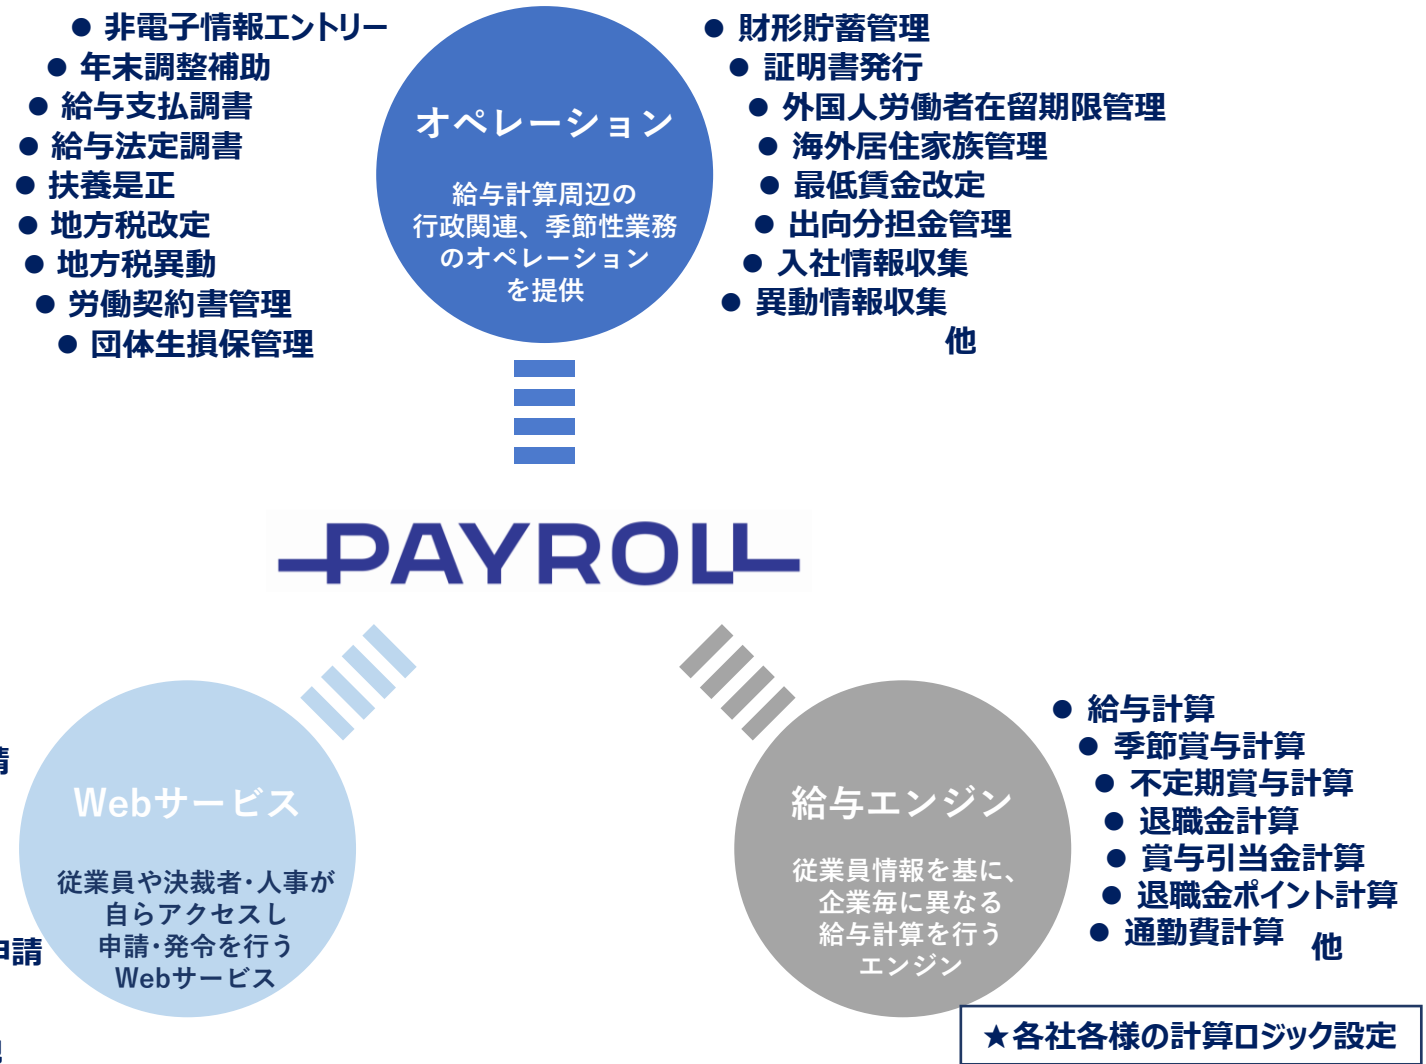 ● 非電子情報エントリー
● 年末調整補助
● 給与支払調書
● 給与法定調書
● 扶養是正
● 地方税改定
● 地方税異動
● 労働契約書管理
● 団体生損保管理
オペレーション
給与計算周辺の
行政関連、季節性業務
のオペレーション
を提供
● 財形貯蓄管理
● 証明書発行
● 外国人労働者在留期限管理
● 海外居住家族管理
● 最低賃金改定
● 出向分担金管理
● 入社情報収集
● 異動情報収集
他
PAYROLL
請
申請
Webサービス
従業員や決裁者・人事が
自らアクセスし
申請・発令を行う
Webサービス
給与エンジン
従業員情報を基に、
企業毎に異なる
給与計算を行う
エンジン
● 給与計算
● 季節賞与計算
● 不定期賞与計算
● 退職金計算
● 賞与引当金計算
● 退職金ポイント計算
● 通勤費計算
他
★各社各様の計算ロジック設定